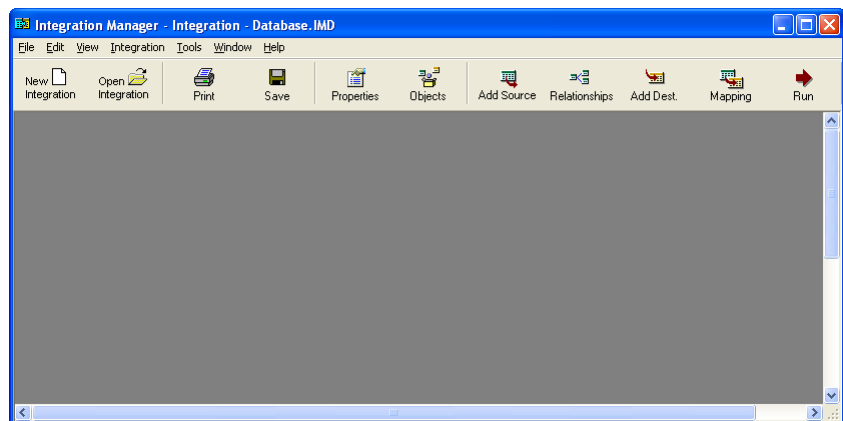 Integration Manager - Integration - Database.IMD
File Edit View Integration Tools Window Help
New Integration Open Integration Print Save Properties Objects Add Source Relationships Add Dest. Mapping Run